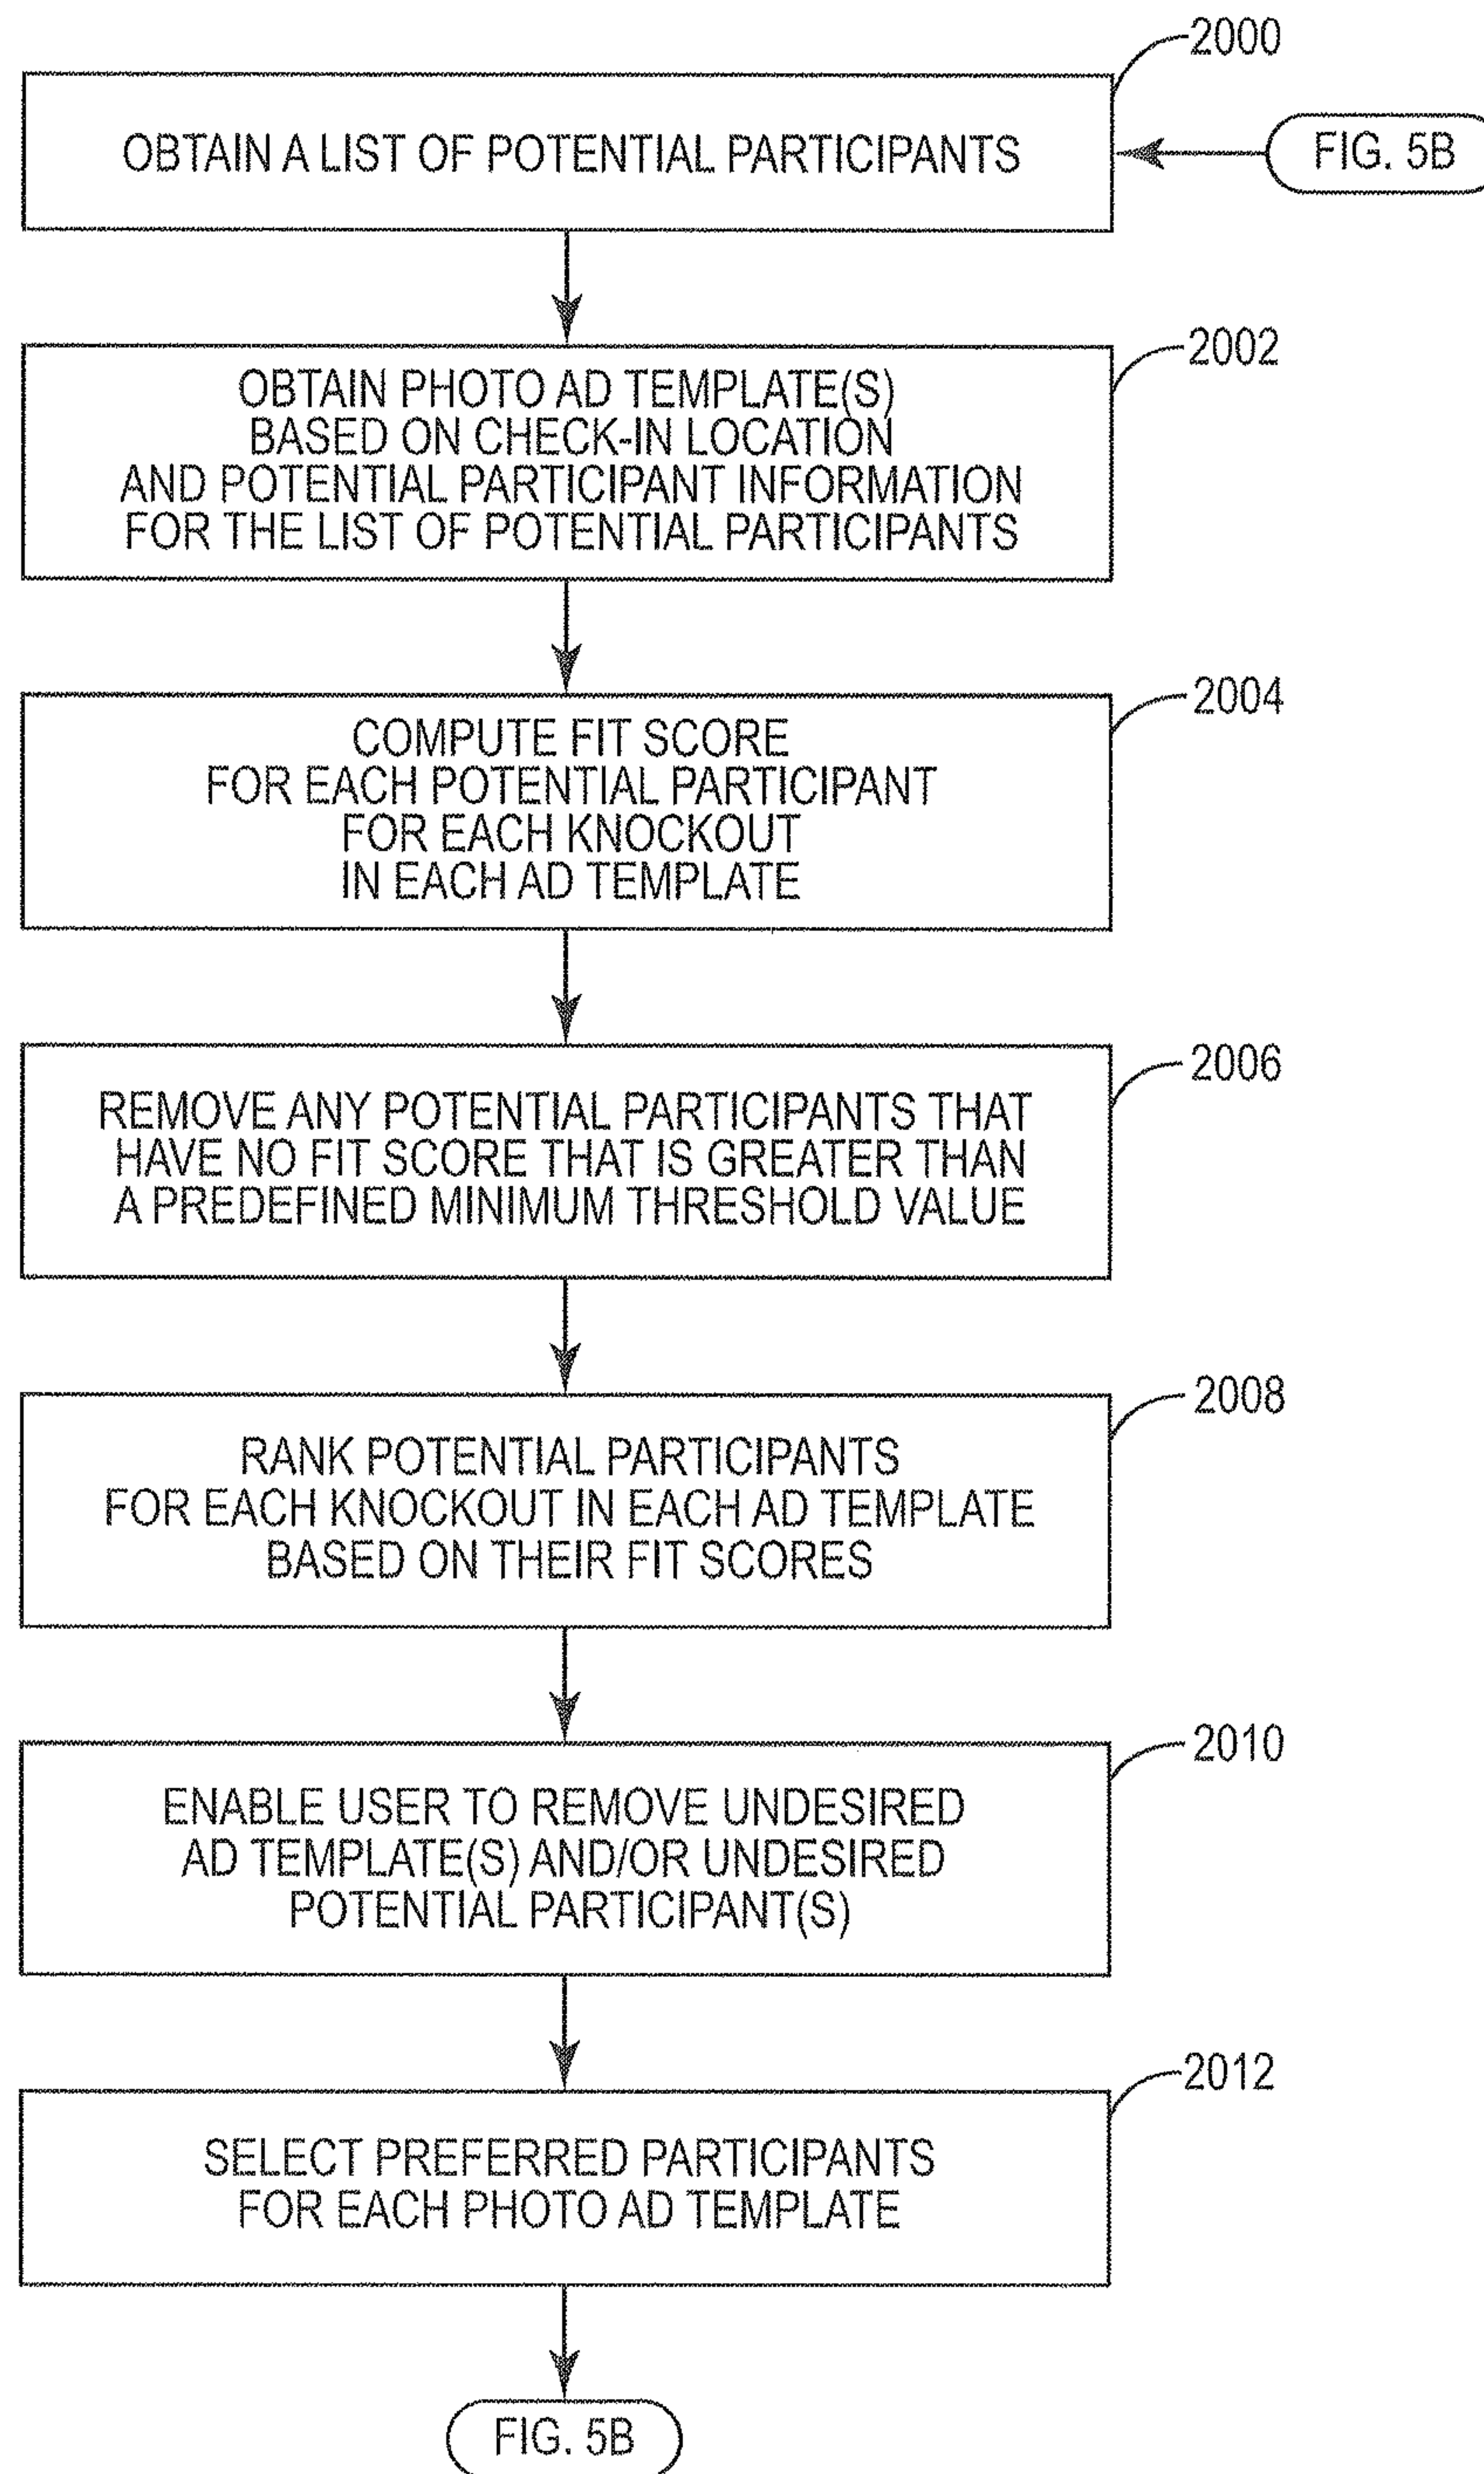 2000
OBTAIN A LIST OF POTENTIAL PARTICIPANTS
FIG. 5B
2002
OBTAIN PHOTO AD TEMPLATE(S)
BASED ON CHECK-IN LOCATION
AND POTENTIAL PARTICIPANT INFORMATION
FOR THE LIST OF POTENTIAL PARTICIPANTS
2004
COMPUTE FIT SCORE
FOR EACH POTENTIAL PARTICIPANT
FOR EACH KNOCKOUT
IN EACH AD TEMPLATE
2006
REMOVE ANY POTENTIAL PARTICIPANTS THAT
HAVE NO FIT SCORE THAT IS GREATER THAN
A PREDEFINED MINIMUM THRESHOLD VALUE
2008
RANK POTENTIAL PARTICIPANTS
FOR EACH KNOCKOUT IN EACH AD TEMPLATE
BASED ON THEIR FIT SCORES
2010
ENABLE USER TO REMOVE UNDESIRED
AD TEMPLATE(S) AND/OR UNDESIRED
POTENTIAL PARTICIPANT(S)
2012
SELECT PREFERRED PARTICIPANTS
FOR EACH PHOTO AD TEMPLATE
FIG. 5B